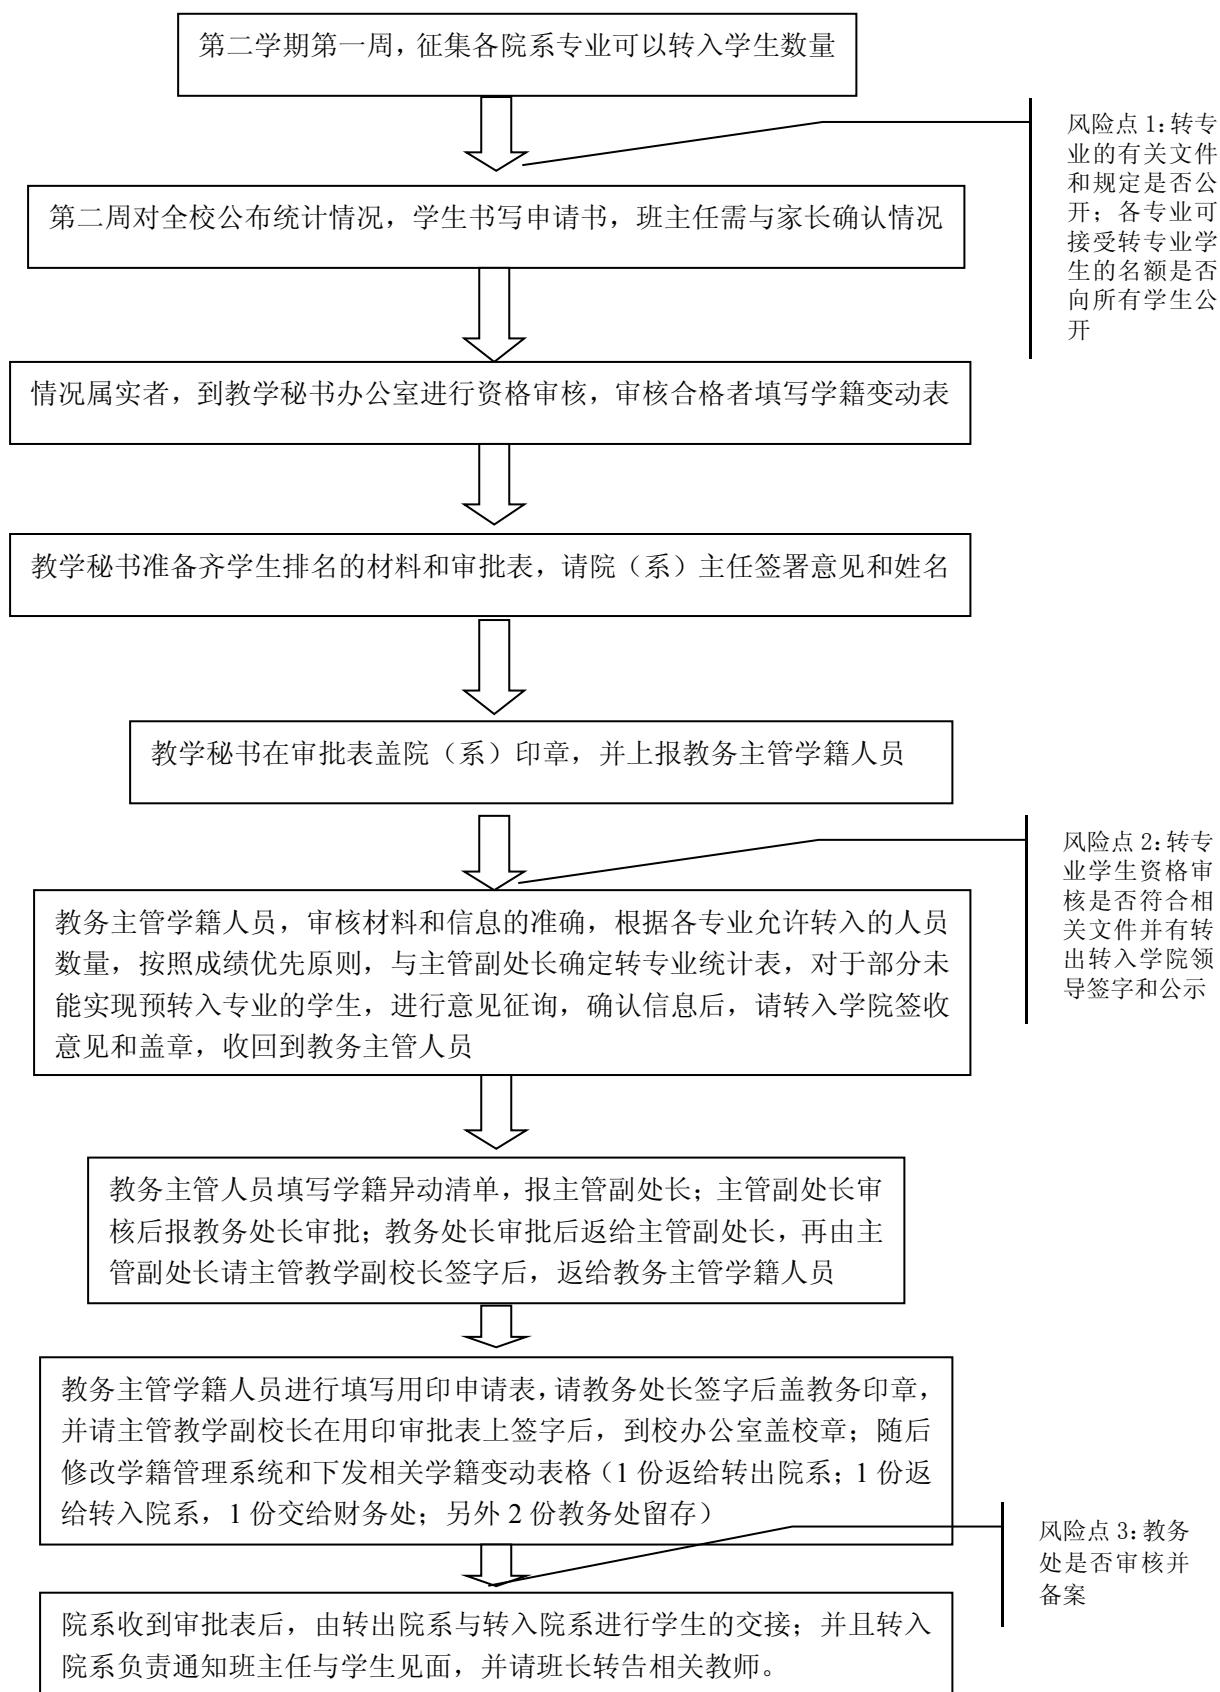 第二学期第一周，征集各院系专业可以转入学生数量
风险点 1：转专
业的有关文件
和规定是否公
开；各专业可
接受转专业学
生的名额是否
向所有学生公
开
第二周对全校公布统计情况，学生书写申请书，班主任需与家长确认情况
情况属实者，到教学秘书办公室进行资格审核，审核合格者填写学籍变动表
教学秘书准备齐学生排名的材料和审批表，请院（系）主任签署意见和姓名
教学秘书在审批表盖院（系）印章，并上报教务主管学籍人员
风险点 2：转专
业学生资格审
核是否符合相
关文件并有转
出转入学院领
导签字和公示
教务主管学籍人员，审核材料和信息的准确，根据各专业允许转入的人员
数量，按照成绩优先原则，与主管副处长确定转专业统计表，对于部分未
能实现预转入专业的学生，进行意见征询，确认信息后，请转入学院签收
意见和盖章，收回到教务主管人员
教务主管人员填写学籍异动清单，报主管副处长；主管副处长审
核后报教务处长审批；教务处长审批后返给主管副处长，再由主
管副处长请主管教学副校长签字后，返给教务主管学籍人员
教务主管学籍人员进行填写用印申请表，请教务处长签字后盖教务印章，
并请主管教学副校长在用印审批表上签字后，到校办公室盖校章；随后
修改学籍管理系统和下发相关学籍变动表格（1 份返给转出院系；1 份返
给转入院系，1 份交给财务处；另外 2 份教务处留存）
风险点 3：教务
处是否审核并
备案
院系收到审批表后，由转出院系与转入院系进行学生的交接；并且转入
院系负责通知班主任与学生见面，并请班长转告相关教师。